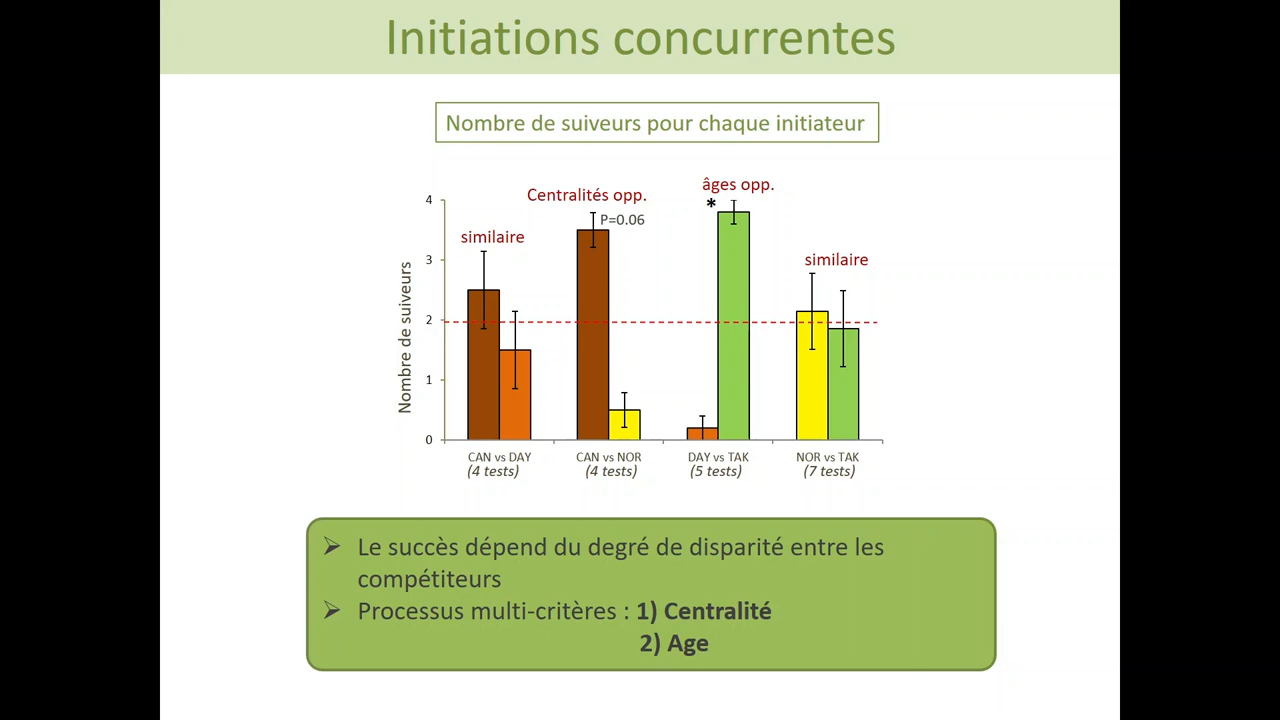 Initiations concurrentes
Nombre de suiveurs pour chaque initiateur
âges opp.
Centralités opp.
*
P=0.06
similaire
similaire
Nombre de suiveurs
4
3
2
1
0
CAN vs DAY
(4 tests)
CAN vs NOR
(4 tests)
DAY vs TAK
(5 tests)
NOR vs TAK
(7 tests)
➢ Le succès dépend du degré de disparité entre les
compétiteurs
➢ Processus multi-critères : 1) Centralité
2) Age